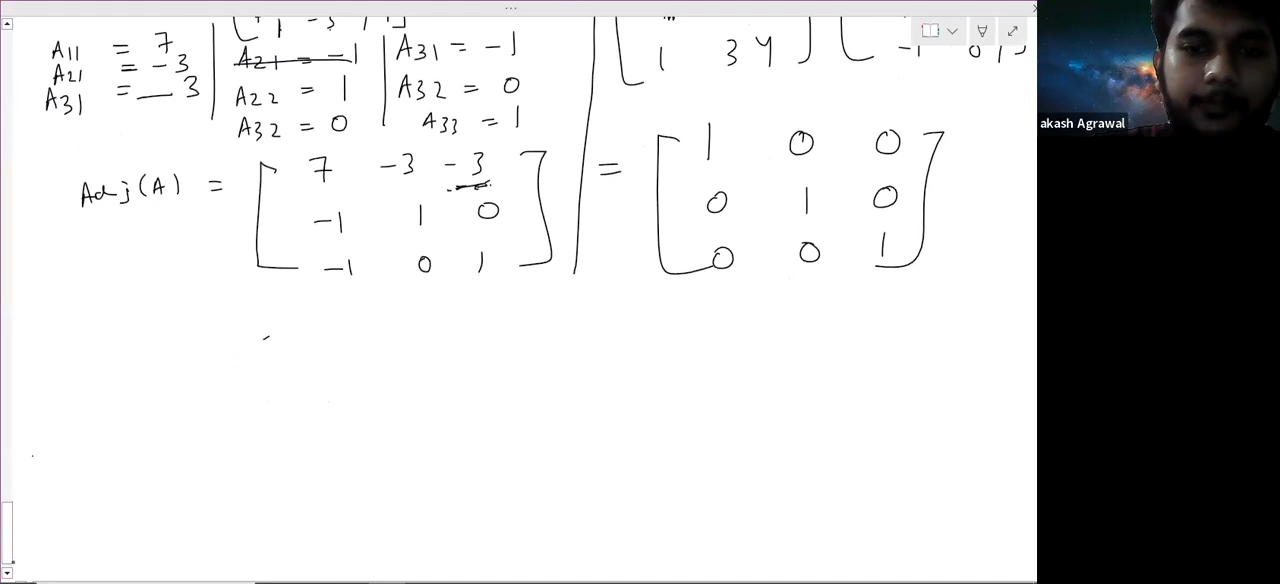 A11 = 7
A21 = -3
A31 = — 3
A21 = -1
A22 = 1
A32 = 0
A31 = -1
A32 = 0
A33 = 1
1 3 4
Adj(A) = [ 7 -3 -3
-1 1 0
-1 0 1 ]
= [ 1 0 0
0 1 0
0 0 1 ]
akash Agrawal